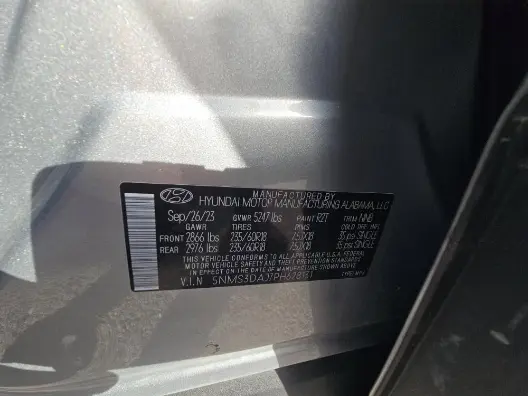 MANUFACTURED BY
HYUNDAI MOTOR MANUFACTURING ALABAMA, LLC
Sep/26/23 GVWR 5247 lbs PAINT R2T TRIM NNB
GAWR TIRES RIMS COLD TIRE INFL.
FRONT 2866 lbs 235/60R18 7.5JX18 35 psi SINGLE
REAR 2976 lbs 235/60R18 7.5JX18 35 psi SINGLE
THIS VEHICLE CONFORMS TO ALL APPLICABLE U.S.A FEDERAL
MOTOR VEHICLE SAFETY AND THEFT PREVENTION STANDARDS
IN EFFECT ON THE DATE OF MANUFACTURE SHOWN ABOVE.
V.I.N